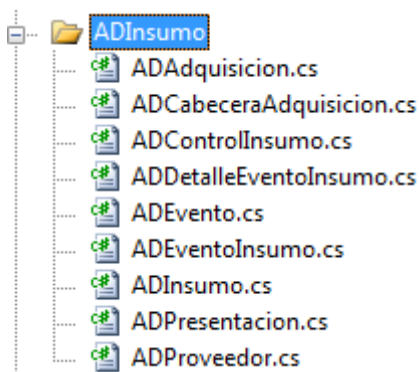 ADInsumo
ADAdquisicion.cs
ADCabeceraAdquisicion.cs
ADControlInsumo.cs
ADDetalleEventoInsumo.cs
ADEvento.cs
ADEventoInsumo.cs
ADInsumo.cs
ADPresentacion.cs
ADProveedor.cs